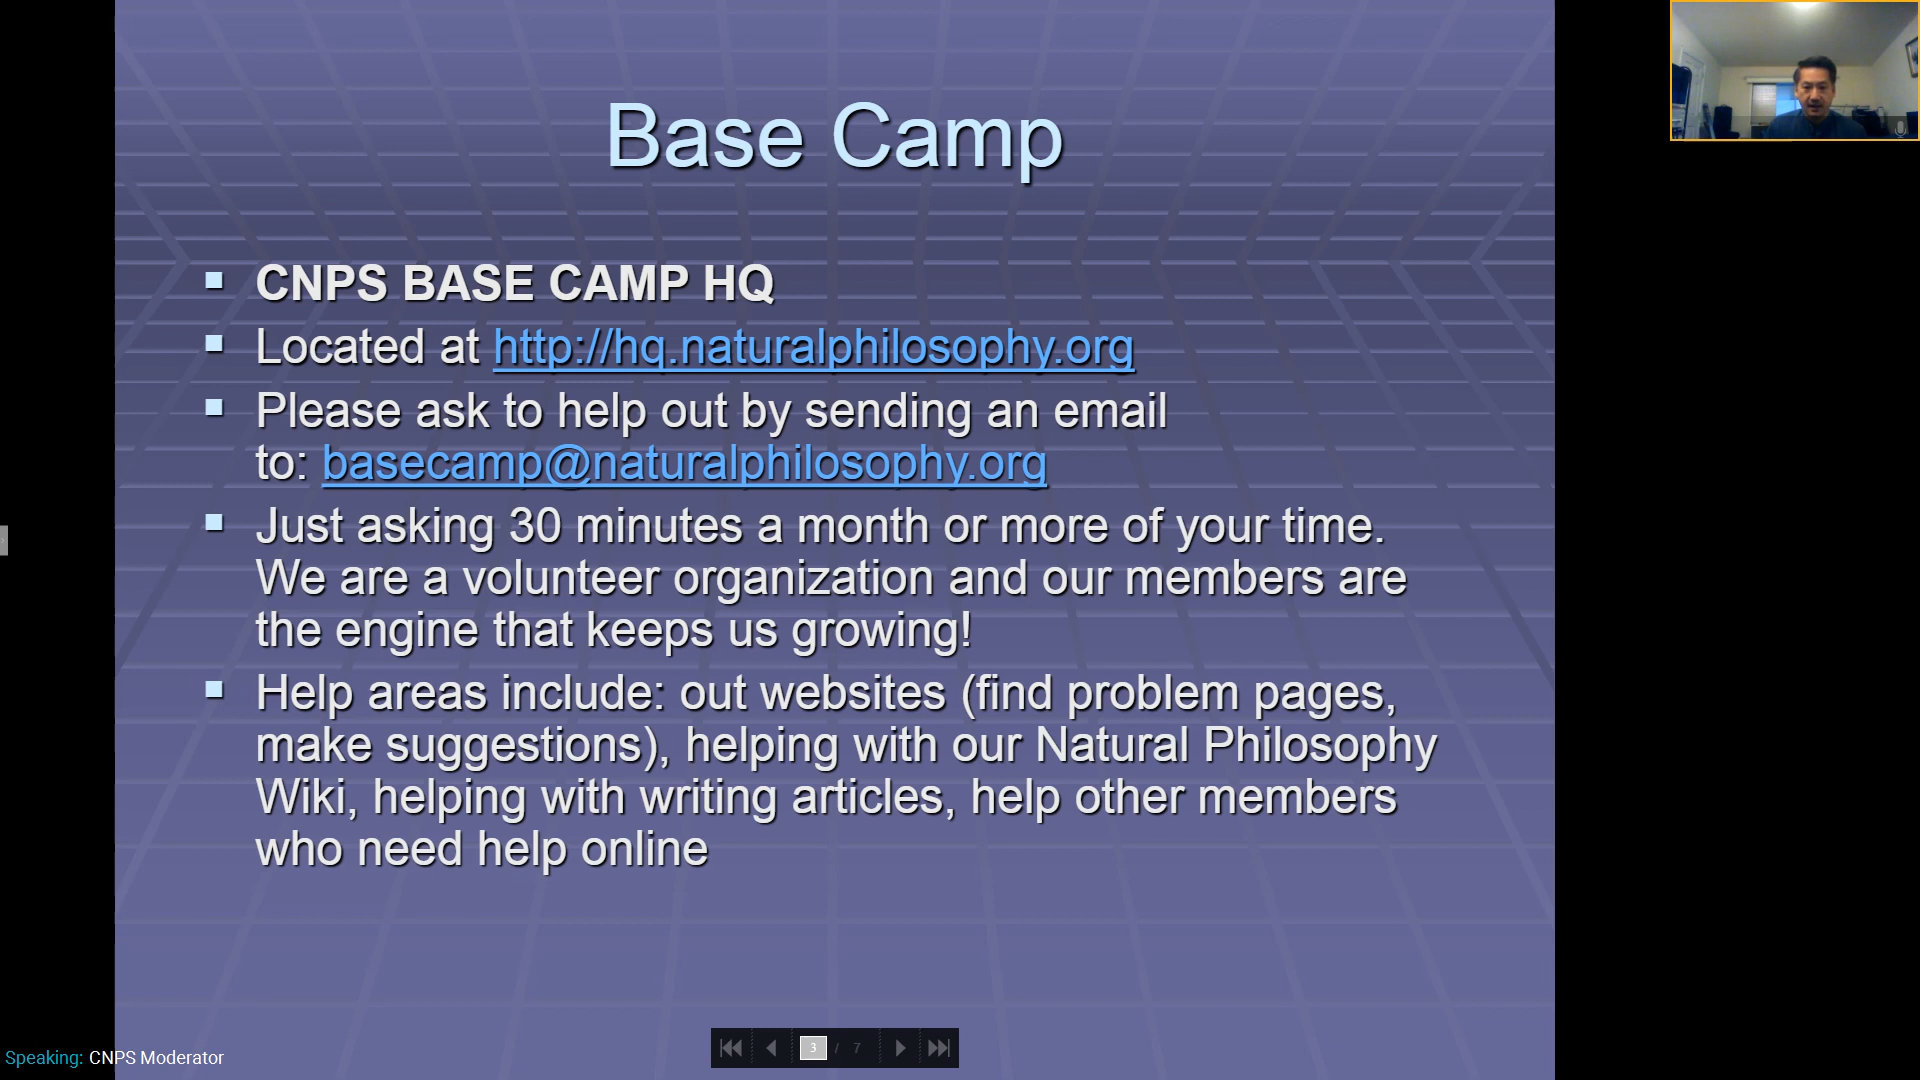 Base Camp
CNPS BASE CAMP HQ
Located at http://hq.naturalphilosophy.org
Please ask to help out by sending an email
to: basecamp@naturalphilosophy.org
Just asking 30 minutes a month or more of your time.
We are a volunteer organization and our members are
the engine that keeps us growing!
Help areas include: out websites (find problem pages,
make suggestions), helping with our Natural Philosophy
Wiki, helping with writing articles, help other members
who need help online
3 / 7
Speaking: CNPS Moderator